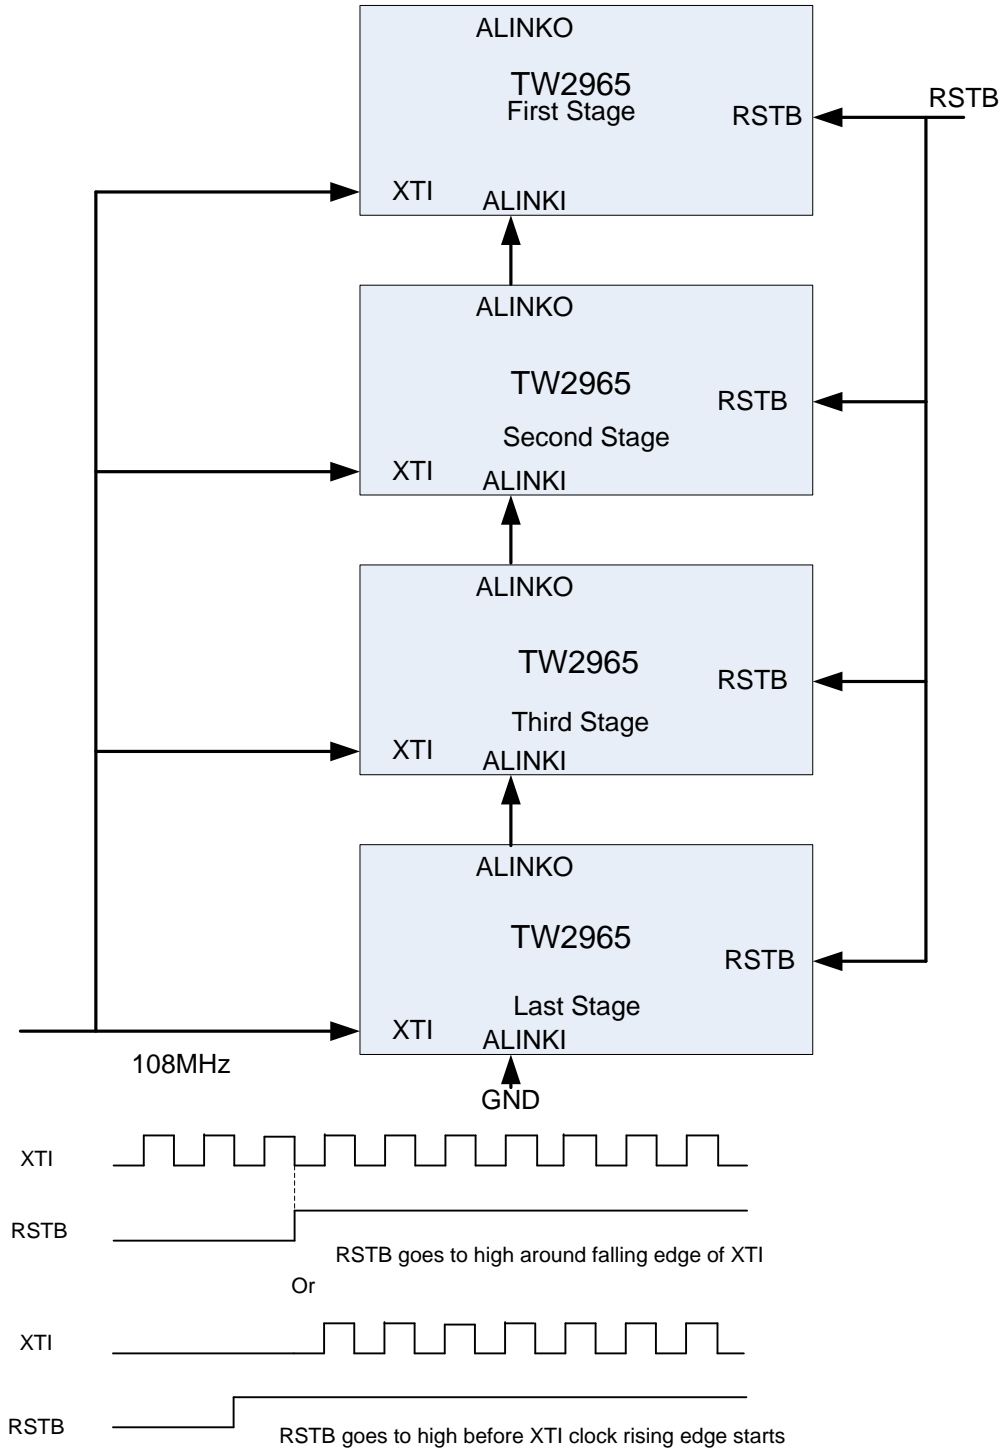 ALINKO
TW2965
First Stage
RSTB
RSTB
XTI
ALINKI
ALINKO
TW2965
RSTB
Second Stage
XTI
ALINKI
ALINKO
TW2965
RSTB
Third Stage
XTI
ALINKI
ALINKO
TW2965
RSTB
Last Stage
XTI
ALINKI
108MHz
GND
XTI
RSTB
RSTB goes to high around falling edge of XTI
Or
XTI
RSTB
RSTB goes to high before XTI clock rising edge starts